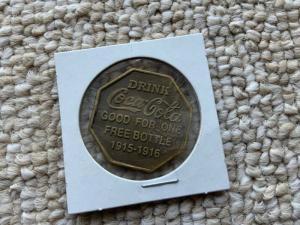 DRINK
Coca-Cola
GOOD FOR ONE
FREE BOTTLE
1915-1916